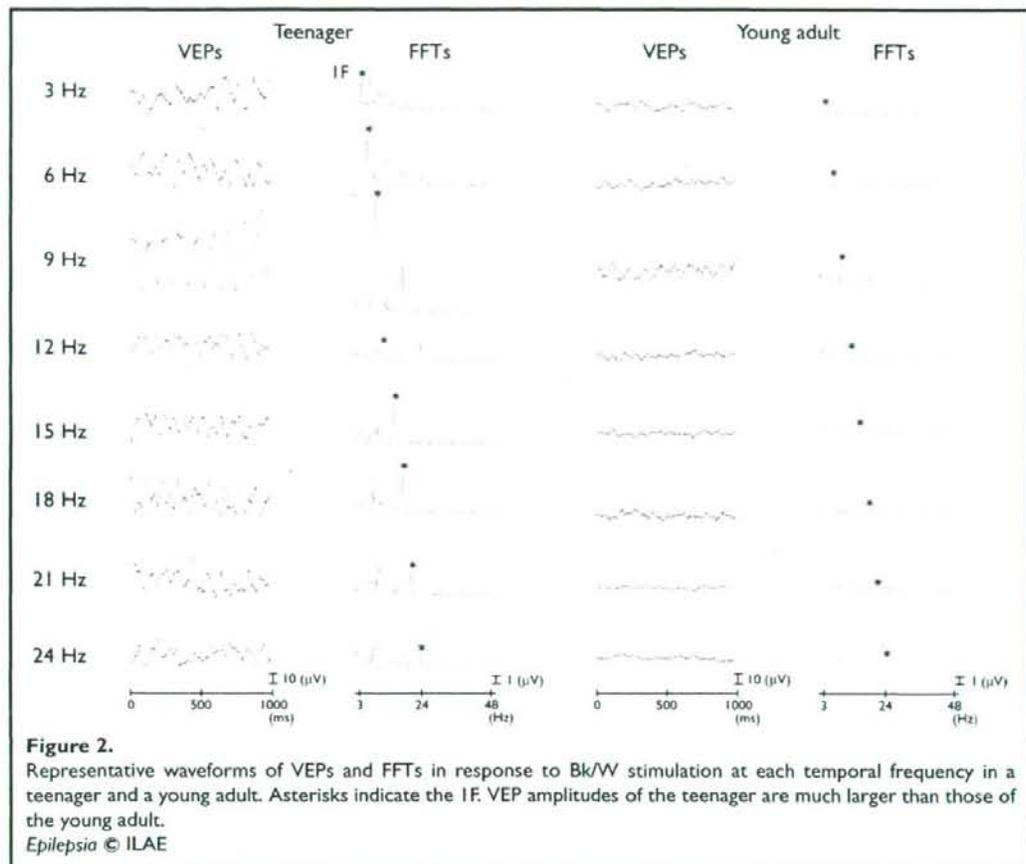 Teenager Young adult
VEPs FFTs VEPs FFTs
1F
3 Hz
6 Hz
9 Hz
12 Hz
15 Hz
18 Hz
21 Hz
24 Hz
10 (μV) 1 (μV) 10 (μV) 1 (μV)
0 500 1000 3 24 48 0 500 1000 3 24 48
(ms) (Hz) (ms) (Hz)
Figure 2.
Representative waveforms of VEPs and FFTs in response to Bk/W stimulation at each temporal frequency in a
teenager and a young adult. Asterisks indicate the 1F. VEP amplitudes of the teenager are much larger than those of
the young adult.
Epilepsia © ILAE